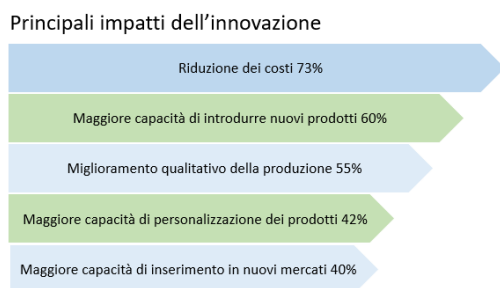 Principali impatti dell’innovazione
Riduzione dei costi 73%
Maggiore capacità di introdurre nuovi prodotti 60%
Miglioramento qualitativo della produzione 55%
Maggiore capacità di personalizzazione dei prodotti 42%
Maggiore capacità di inserimento in nuovi mercati 40%